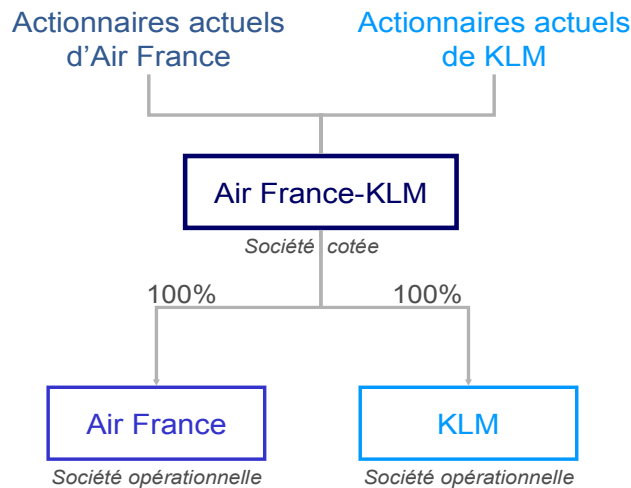 Actionnaires actuels
d’Air France
Actionnaires actuels
de KLM
Air France-KLM
Société cotée
100%
100%
Air France
KLM
Société opérationnelle
Société opérationnelle